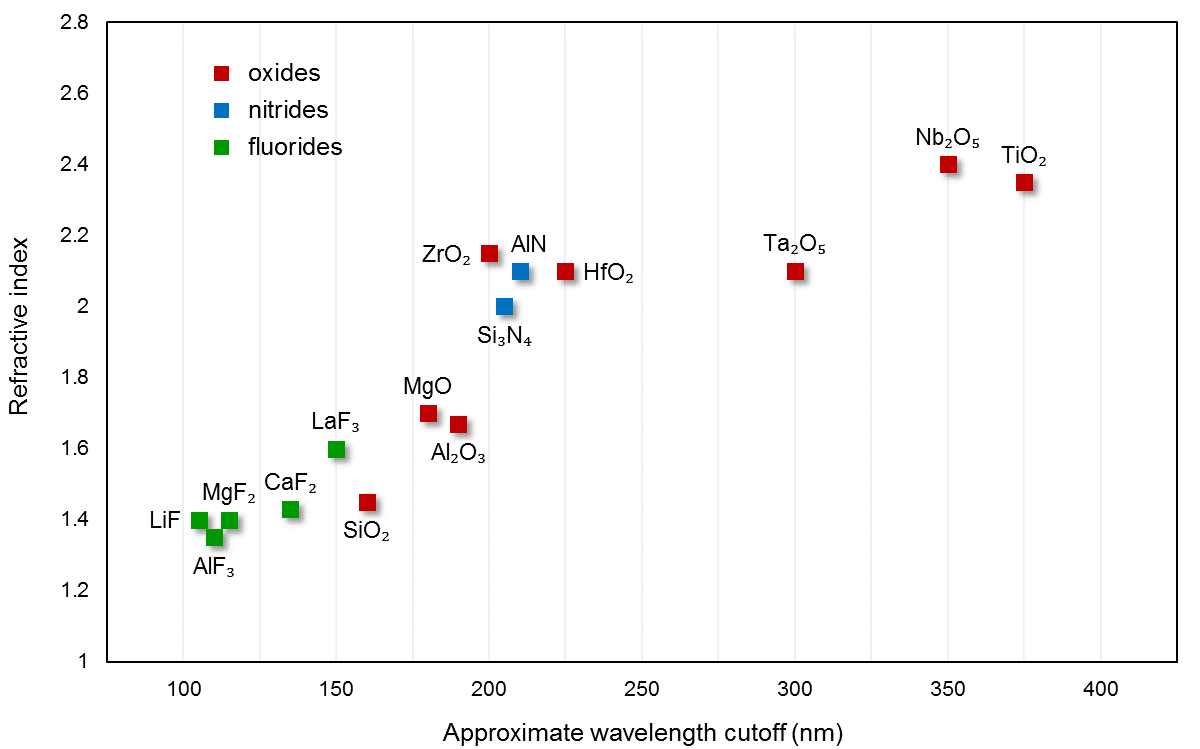 2.8
2.6
2.4
2.2
2
1.8
1.6
1.4
1.2
1
Refractive index
oxides
nitrides
fluorides
Nb₂O₅
TiO₂
ZrO₂
AlN
HfO₂
Ta₂O₅
Si₃N₄
MgO
Al₂O₃
LaF₃
CaF₂
MgF₂
LiF
SiO₂
AlF₃
100 150 200 250 300 350 400
Approximate wavelength cutoff (nm)